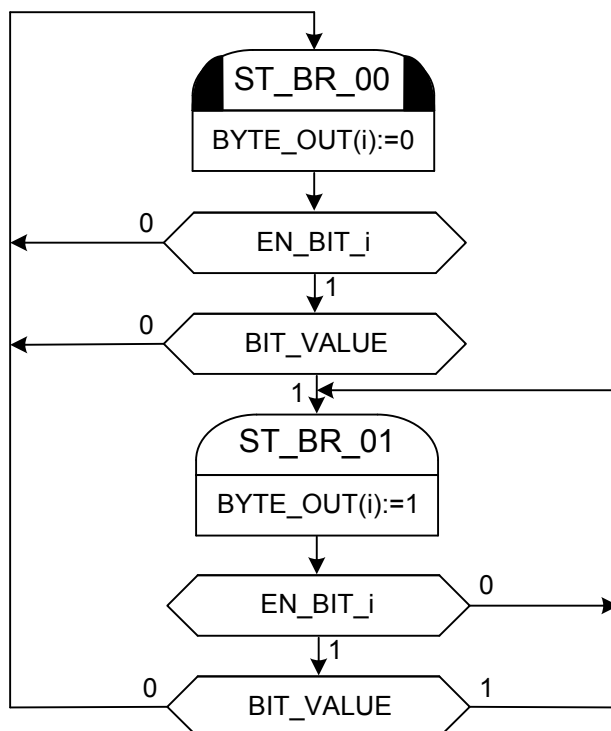 ST_BR_00
BYTE_OUT(i):=0
0
EN_BIT_i
1
0
BIT_VALUE
1
ST_BR_01
BYTE_OUT(i):=1
EN_BIT_i
0
1
0
BIT_VALUE
1